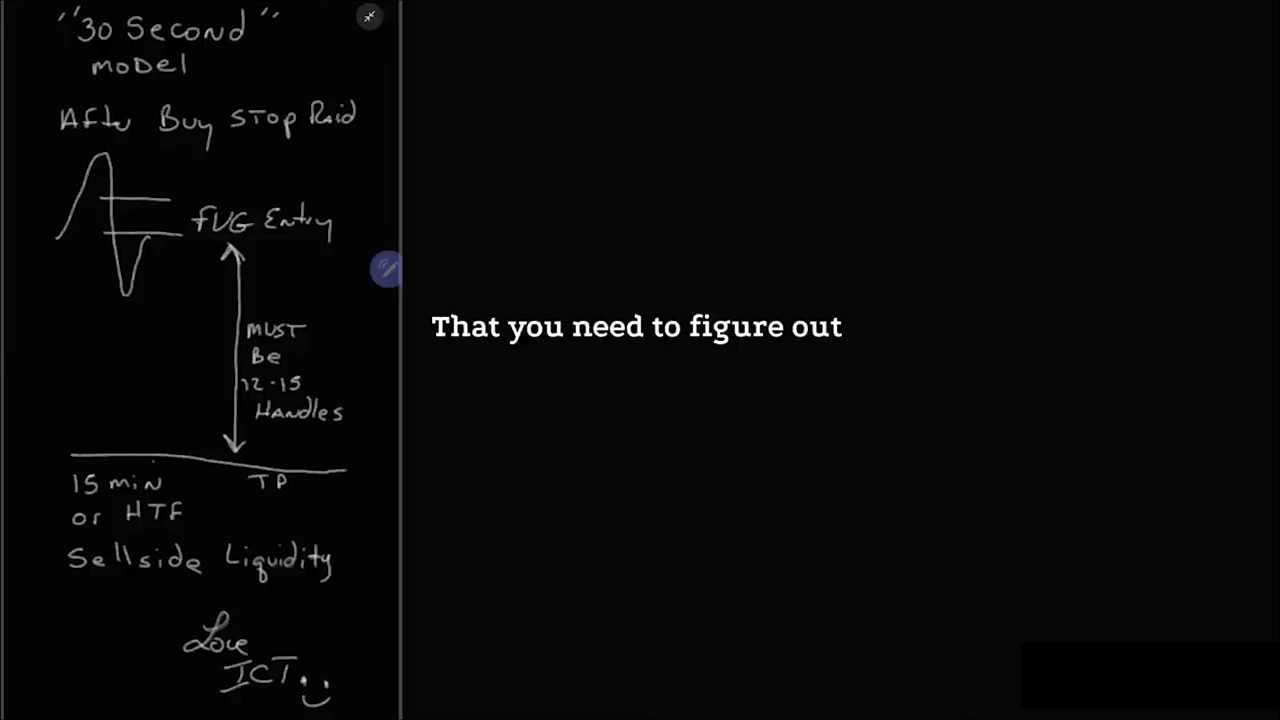 "30 Second"
model
After Buy STop Raid
FVG Entry
MUST
Be
12-15
HANdles
15 min
TP
or HTF
Sellside Liquidity
Love
ICT
That you need to figure out